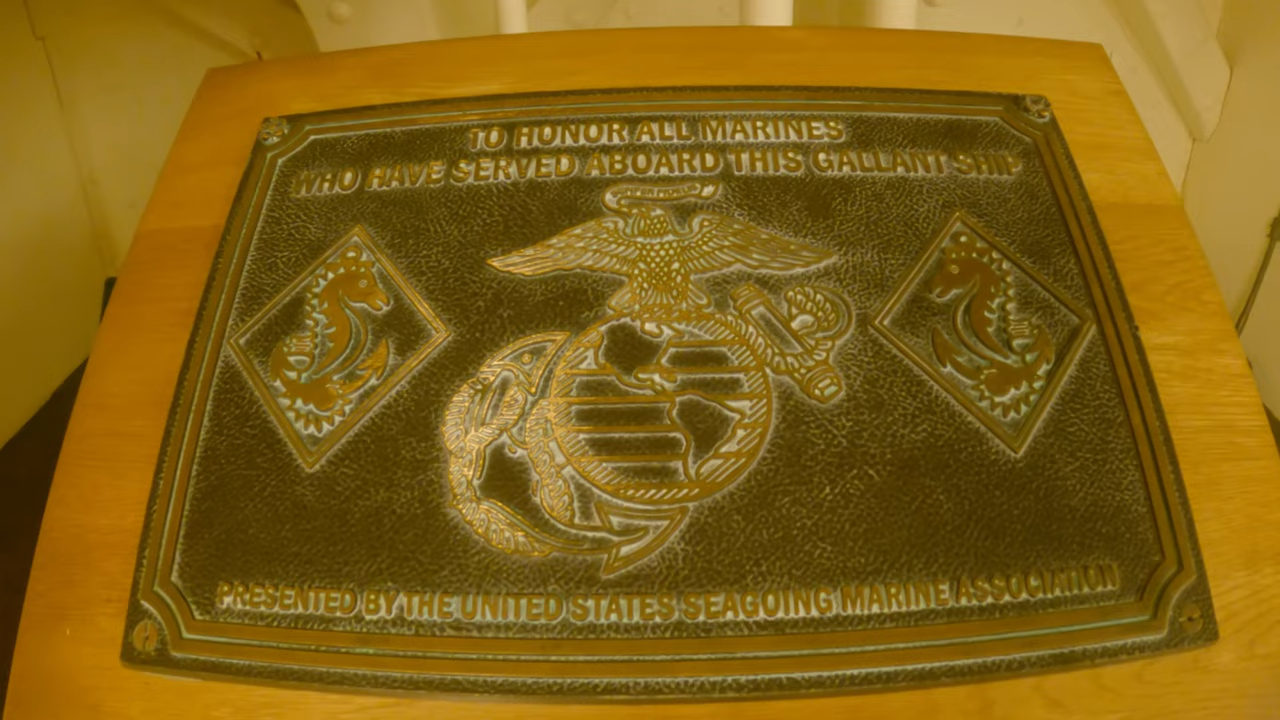 TO HONOR ALL MARINES
WHO HAVE SERVED ABOARD THIS GALLANT SHIP
PRESENTED BY THE UNITED STATES SEAGOING MARINE ASSOCIATION